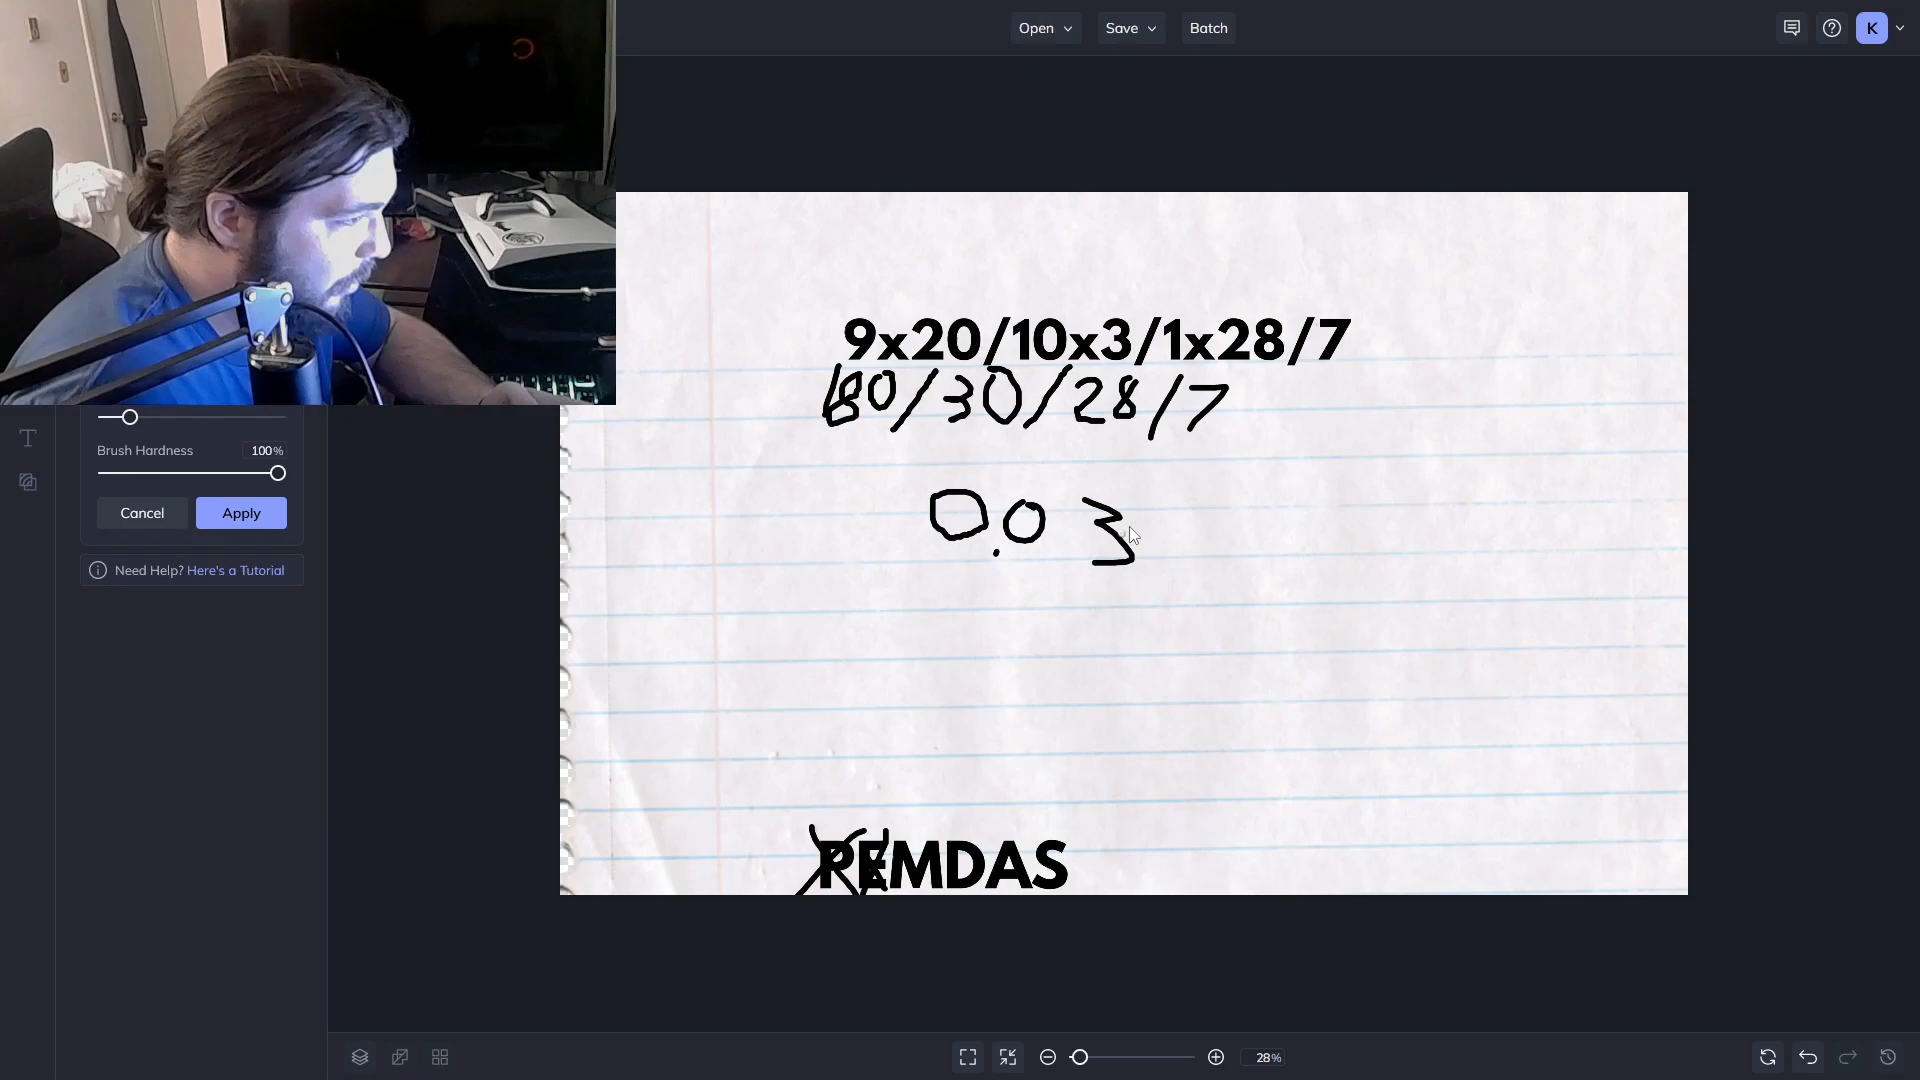 Open Save Batch K
9x20/10x3/1x28/7
180/30/28/7
Brush Hardness 100%
0.03
Cancel Apply
Need Help? Here's a Tutorial
PEMDAS
28%